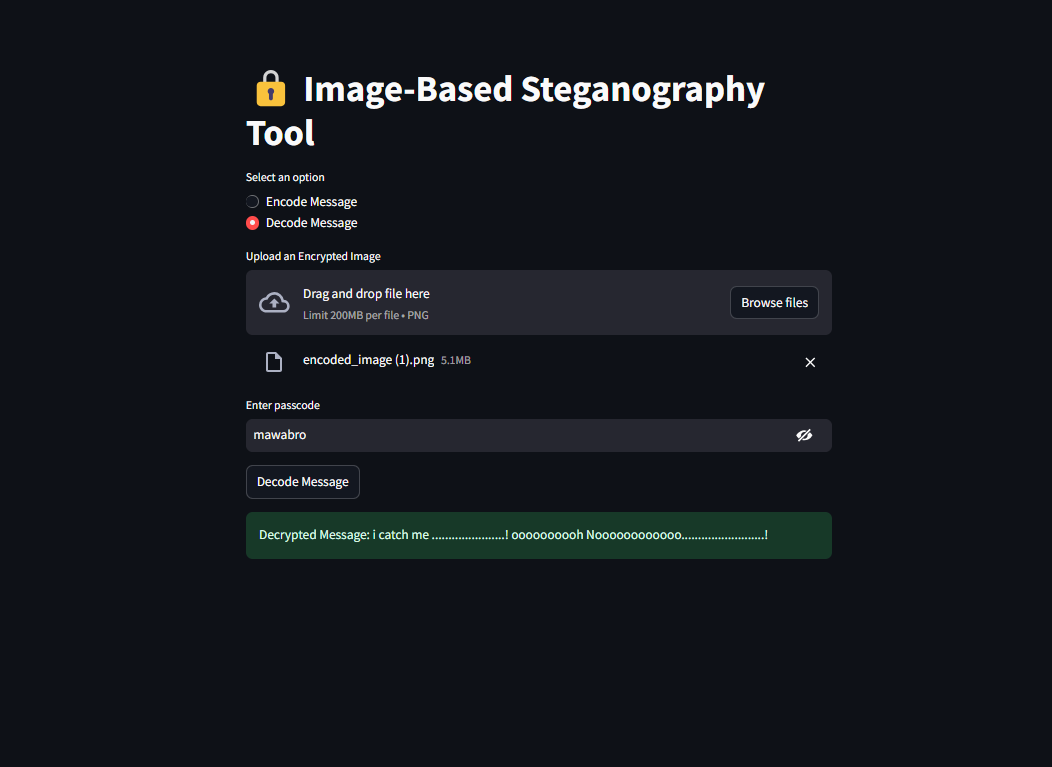 Image-Based Steganography
Tool
Select an option
Encode Message
Decode Message
Upload an Encrypted Image
Drag and drop file here
Limit 200MB per file • PNG
Browse files
encoded_image (1).png 5.1MB
Enter passcode
mawabro
Decode Message
Decrypted Message: i catch me ......................! oooooooooh Noooooooooooo.........................!